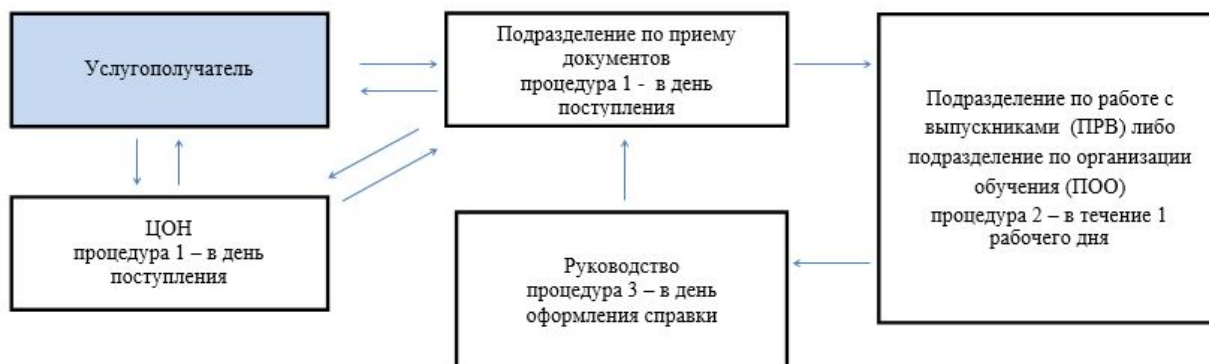 Услугополучатель
Подразделение по приему
документов
процедура 1 - в день
поступления
Подразделение по работе с
выпускниками (ПРВ) либо
подразделение по организации
обучения (ПОО)
процедура 2 – в течение 1
рабочего дня
ЦОН
процедура 1 – в день
поступления
Руководство
процедура 3 – в день
оформления справки